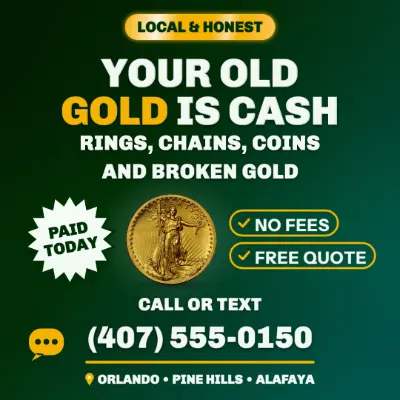 LOCAL & HONEST
YOUR OLD
GOLD IS CASH
RINGS, CHAINS, COINS
AND BROKEN GOLD
PAID
TODAY
NO FEES
FREE QUOTE
CALL OR TEXT
(407) 555-0150
ORLANDO • PINE HILLS • ALAFAYA